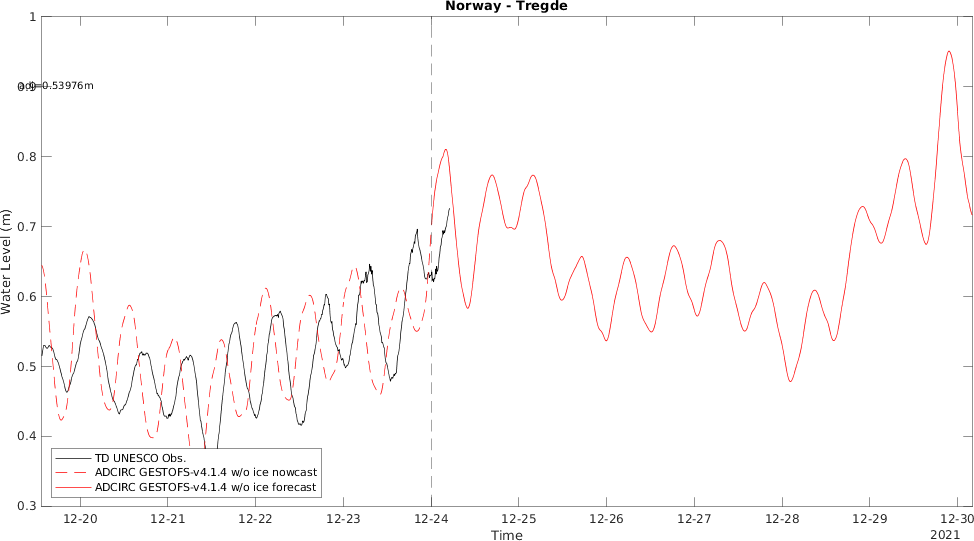 Norway - Tregde
1
0.53976m
0.8
0.7
0.6
0.5
0.4
0.3
Water Level (m)
TD UNESCO Obs.
ADCIRC GESTOFS-v4.1.4 w/o ice nowcast
ADCIRC GESTOFS-v4.1.4 w/o ice forecast
12-20 12-21 12-22 12-23 12-24 12-25 12-26 12-27 12-28 12-29 12-30
Time
2021